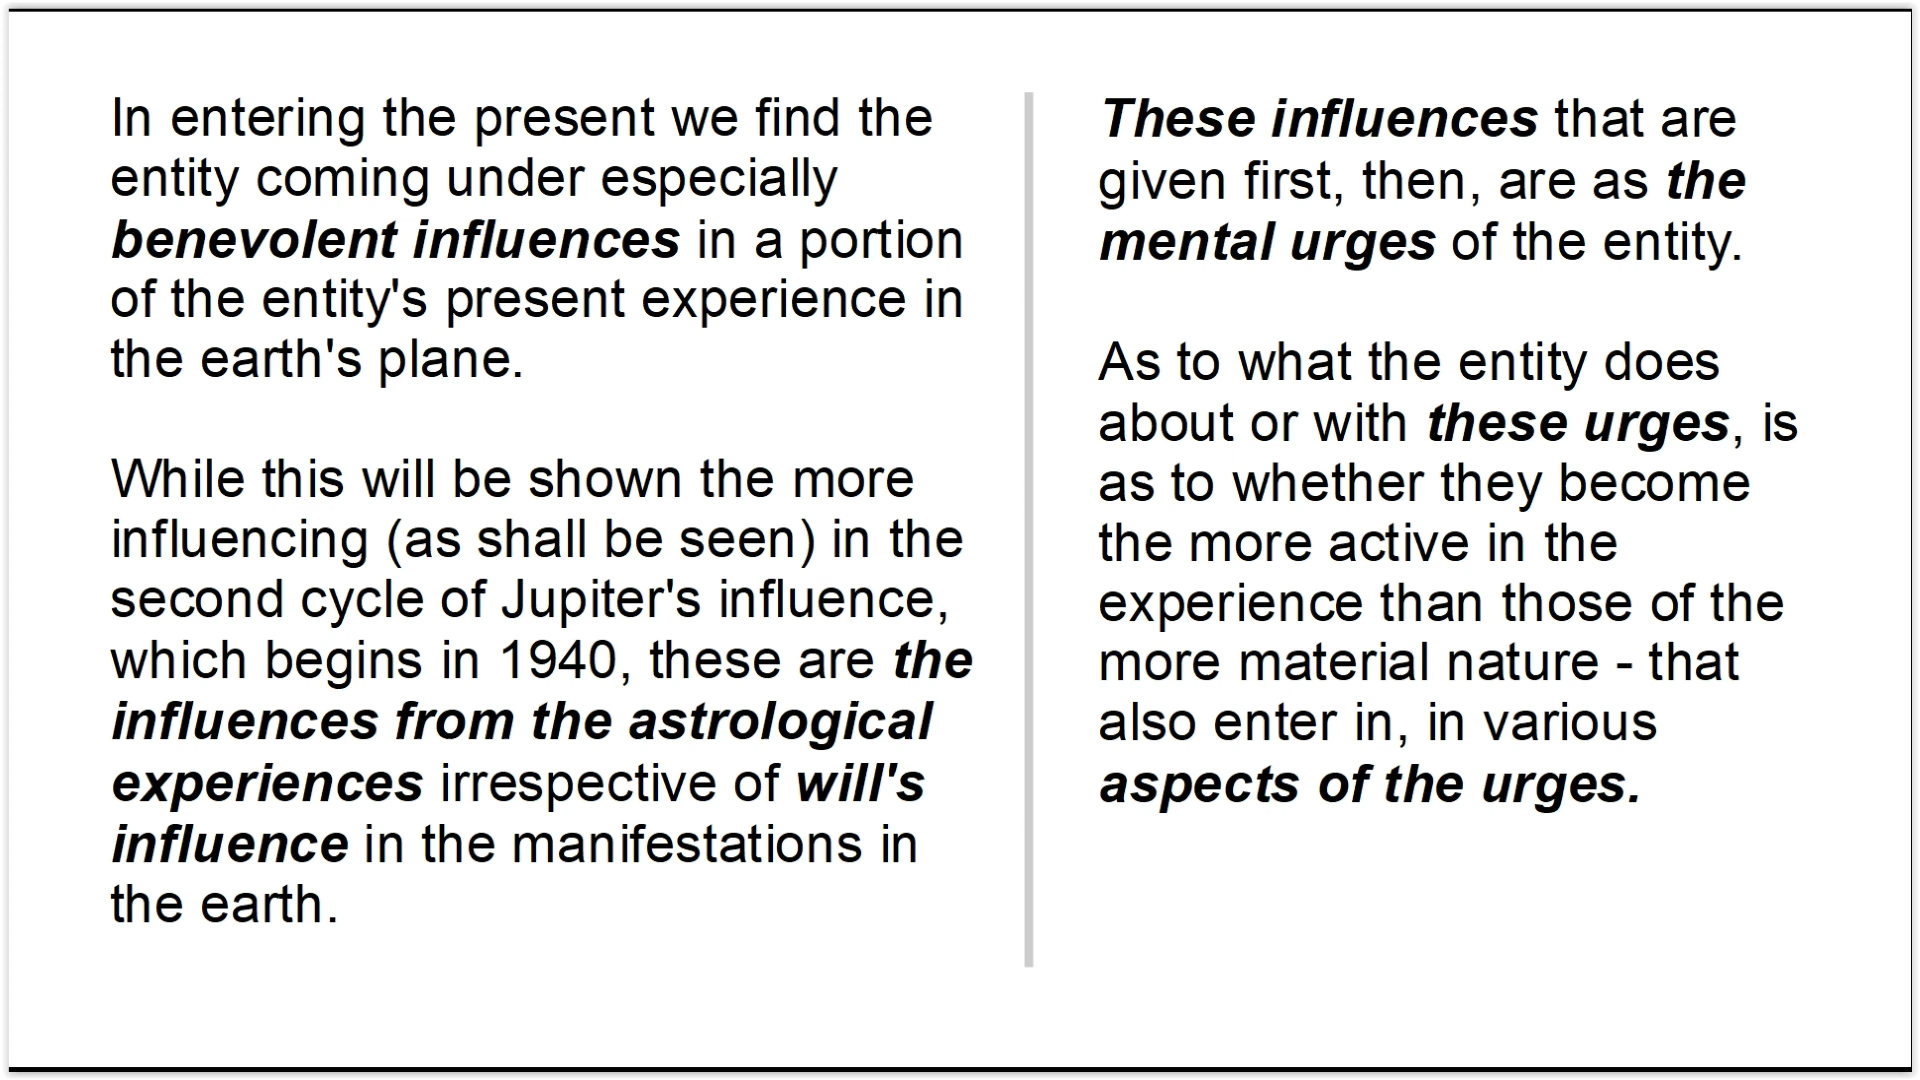 In entering the present we find the
entity coming under especially
benevolent influences in a portion
of the entity's present experience in
the earth's plane.
While this will be shown the more
influencing (as shall be seen) in the
second cycle of Jupiter's influence,
which begins in 1940, these are the
influences from the astrological
experiences irrespective of will's
influence in the manifestations in
the earth.
These influences that are
given first, then, are as the
mental urges of the entity.
As to what the entity does
about or with these urges, is
as to whether they become
the more active in the
experience than those of the
more material nature - that
also enter in, in various
aspects of the urges.